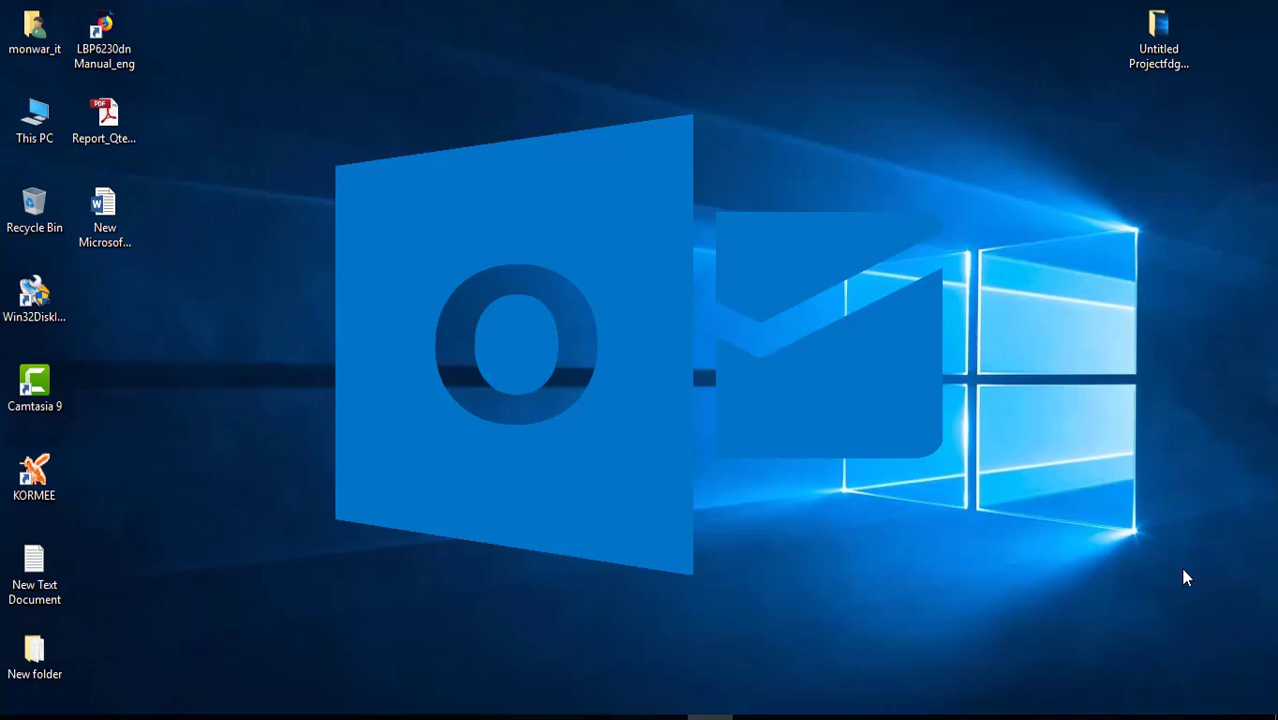 monwar_it
LBP6230dn
Manual_eng
Untitled
Projectfdg...
This PC
Report_Qte...
Recycle Bin
New
Microsof...
Win32DiskI...
Camtasia 9
KORMEE
New Text
Document
New folder
O